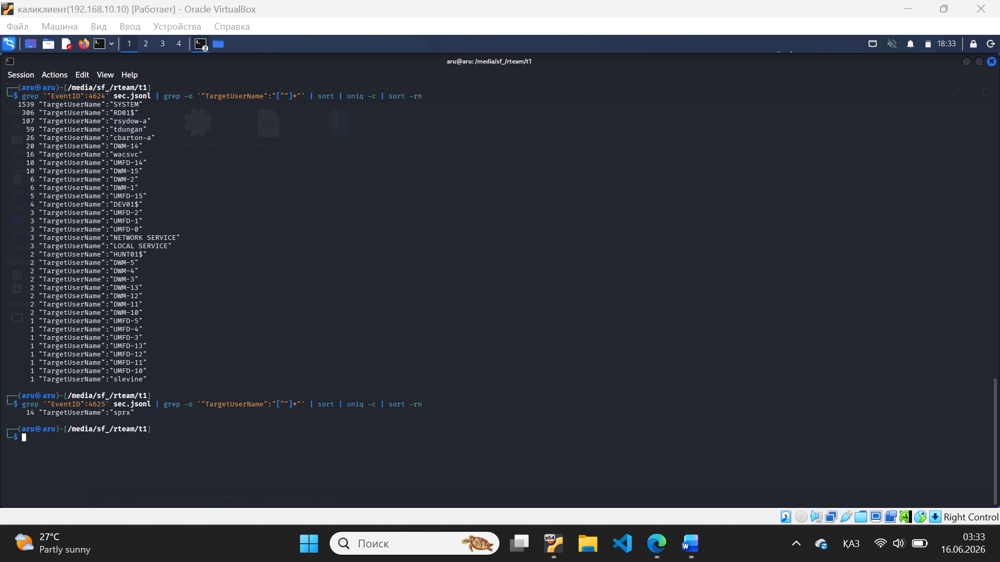 каликлиент(192.168.10.10) [Работает] - Oracle VirtualBox
Файл Машина Вид Ввод Устройства Справка
1 2 3 4 2 18:33
aru@aru: /media/sf_/rteam/t1
Session Actions Edit View Help
┌──(aru㉿aru)-[/media/sf_/rteam/t1]
└─$ grep '"EventID":4624' sec.jsonl | grep -o '"TargetUserName":"[^"]*"' | sort | uniq -c | sort -rn
1539 "TargetUserName":"SYSTEM"
306 "TargetUserName":"RD01$"
107 "TargetUserName":"rsydow-a"
59 "TargetUserName":"tdungan"
26 "TargetUserName":"cbarton-a"
20 "TargetUserName":"DWM-14"
16 "TargetUserName":"wacsvc"
10 "TargetUserName":"UMFD-14"
10 "TargetUserName":"DWM-15"
6 "TargetUserName":"DWM-2"
6 "TargetUserName":"DWM-1"
5 "TargetUserName":"UMFD-15"
4 "TargetUserName":"DEV01$"
3 "TargetUserName":"UMFD-2"
3 "TargetUserName":"UMFD-1"
3 "TargetUserName":"UMFD-0"
3 "TargetUserName":"NETWORK SERVICE"
3 "TargetUserName":"LOCAL SERVICE"
2 "TargetUserName":"HUNT01$"
2 "TargetUserName":"DWM-5"
2 "TargetUserName":"DWM-4"
2 "TargetUserName":"DWM-3"
2 "TargetUserName":"DWM-13"
2 "TargetUserName":"DWM-12"
2 "TargetUserName":"DWM-11"
2 "TargetUserName":"DWM-10"
1 "TargetUserName":"UMFD-5"
1 "TargetUserName":"UMFD-4"
1 "TargetUserName":"UMFD-3"
1 "TargetUserName":"UMFD-13"
1 "TargetUserName":"UMFD-12"
1 "TargetUserName":"UMFD-11"
1 "TargetUserName":"UMFD-10"
1 "TargetUserName":"slevine"
┌──(aru㉿aru)-[/media/sf_/rteam/t1]
└─$ grep '"EventID":4625' sec.jsonl | grep -o '"TargetUserName":"[^"]*"' | sort | uniq -c | sort -rn
14 "TargetUserName":"sprx"
┌──(aru㉿aru)-[/media/sf_/rteam/t1]
└─$
evtx_dump sec.jsonl task1.zip
Right Control
27°C
Partly sunny
Поиск
ҚАЗ
03:33
16.06.2026